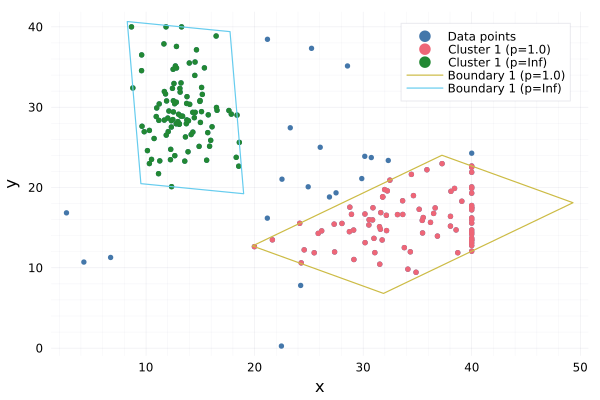 40
30
20
10
0
y
10
20
30
40
50
x
Data points
Cluster 1 (p=1.0)
Cluster 1 (p=Inf)
Boundary 1 (p=1.0)
Boundary 1 (p=Inf)